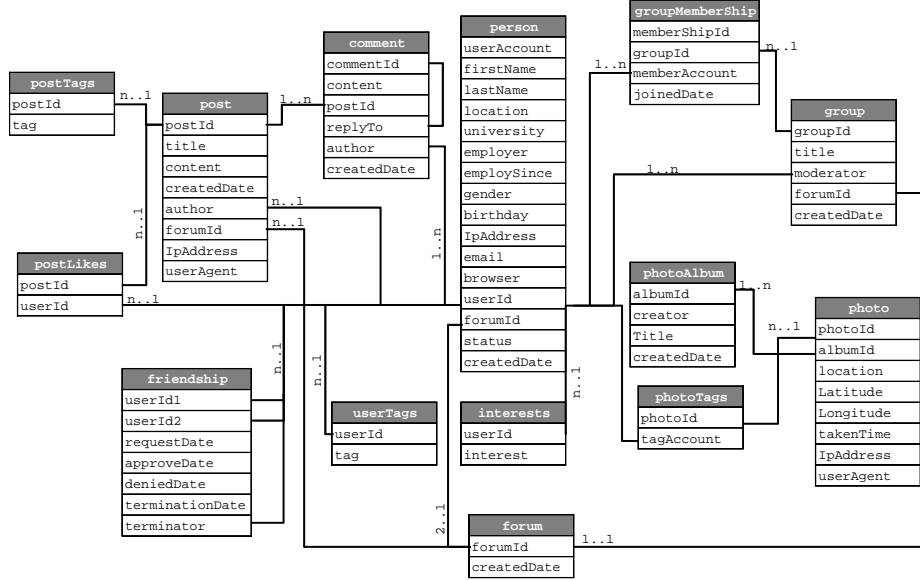 postTags
postId
tag
n..1
post
postId
title
content
createdDate
author
forumId
IpAddress
userAgent
n..1
postLikes
postId
userId
n..1
1..n
comment
commentId
content
postId
replyTo
author
createdDate
1..n
n..1
n..1
person
userAccount
firstName
lastName
location
university
employer
employSince
gender
birthday
IpAddress
email
browser
userId
forumId
status
createdDate
groupMemberShip
memberShipId
groupId
memberAccount
joinedDate
1..n
n..1
group
groupId
title
moderator
forumId
createdDate
1..n
photoAlbum
albumId
creator
Title
createdDate
1..n
photo
photoId
albumId
location
Latitude
Longitude
takenTime
IpAddress
userAgent
n..1
photoTags
photoId
tagAccount
n..1
friendship
userId1
userId2
requestDate
approveDate
deniedDate
terminationDate
terminator
n..1
n..1
userTags
userId
tag
interests
userId
interest
2..1
forum
forumId
createdDate
1..1